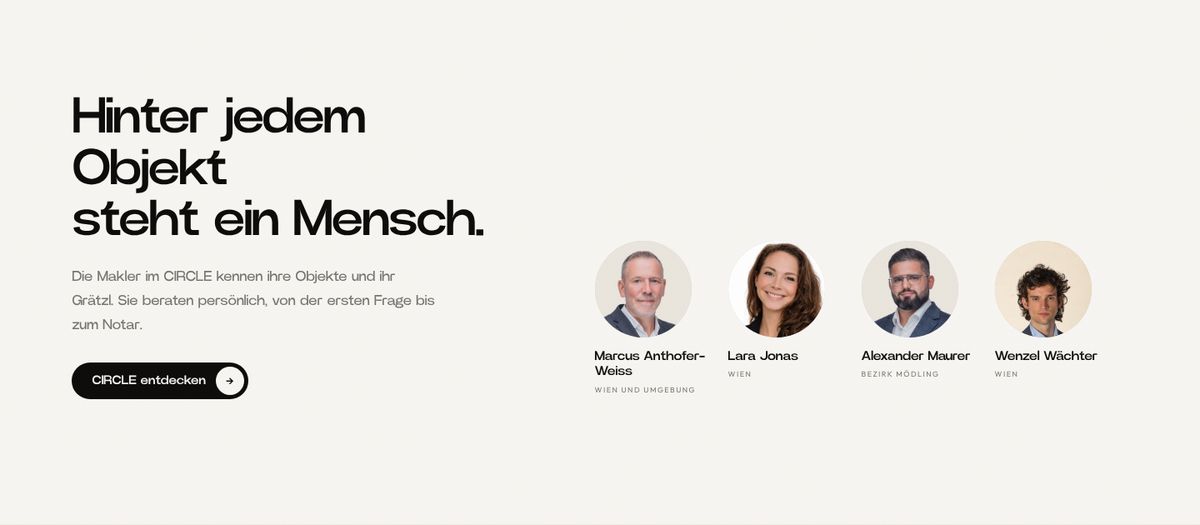 Hinter jedem
Objekt
steht ein Mensch.
Die Makler im CIRCLE kennen ihre Objekte und ihr
Grätzl. Sie beraten persönlich, von der ersten Frage bis
zum Notar.
CIRCLE entdecken
Marcus Anthofer-
Weiss
WIEN UND UMGEBUNG
Lara Jonas
WIEN
Alexander Maurer
BEZIRK MÖDLING
Wenzel Wächter
WIEN